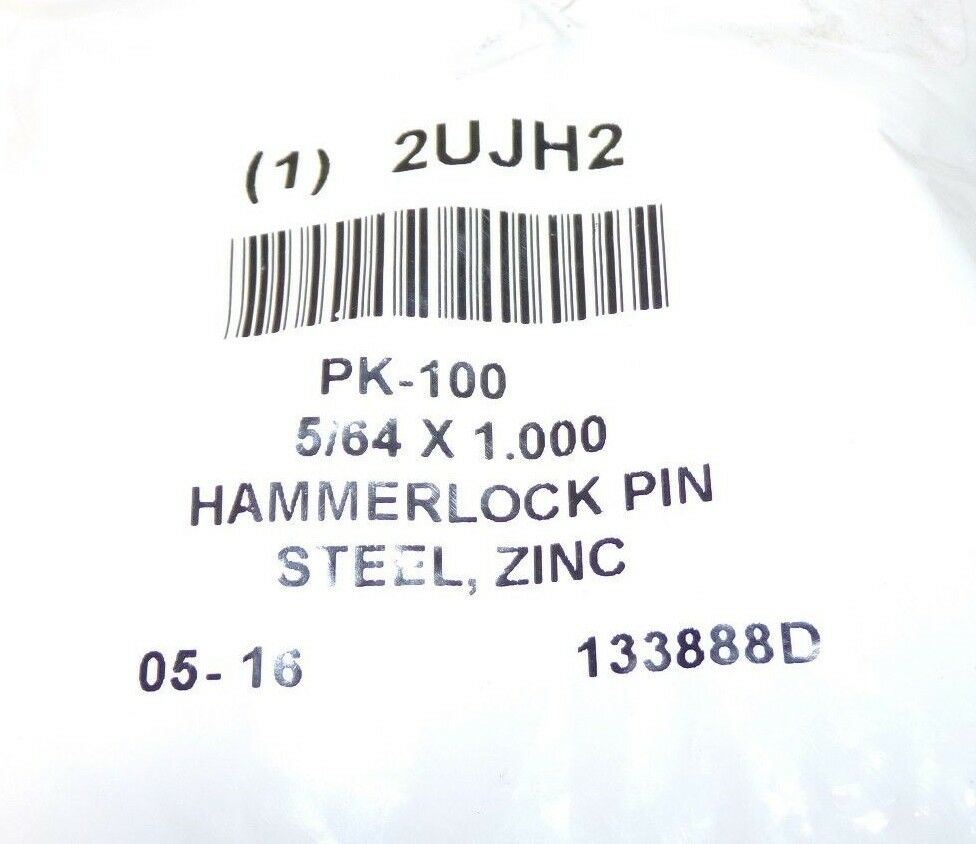 (1) 2UJH2
PK-100
5/64 X 1.000
HAMMERLOCK PIN
STEEL, ZINC
05-16 133888D